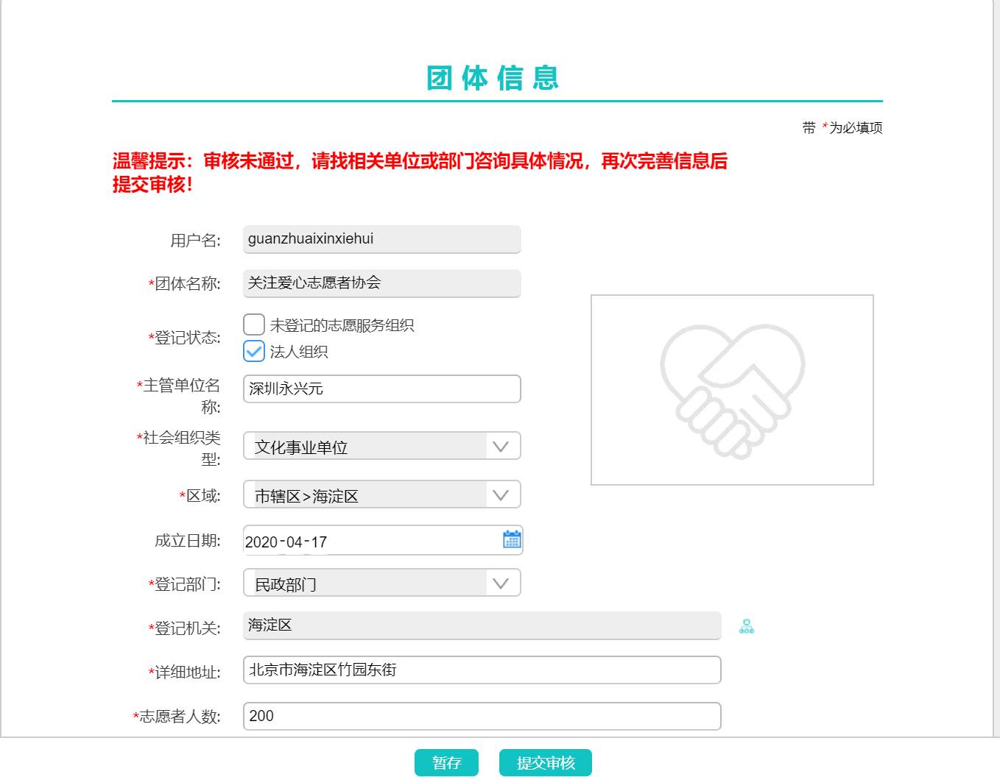 团体信息
带 *为必填项
温馨提示：审核未通过，请找相关单位或部门咨询具体情况，再次完善信息后
提交审核！
用户名: guanzhuaixinxiehui
*团体名称: 关注爱心志愿者协会
未登记的志愿服务组织
*登记状态:
法人组织
*主管单位名
称:
深圳永兴元
*社会组织类
型:
文化事业单位
*区域: 市辖区>海淀区
成立日期: 2020-04-17
*登记部门: 民政部门
*登记机关: 海淀区
*详细地址: 北京市海淀区竹园东街
*志愿者人数: 200
暂存 提交审核